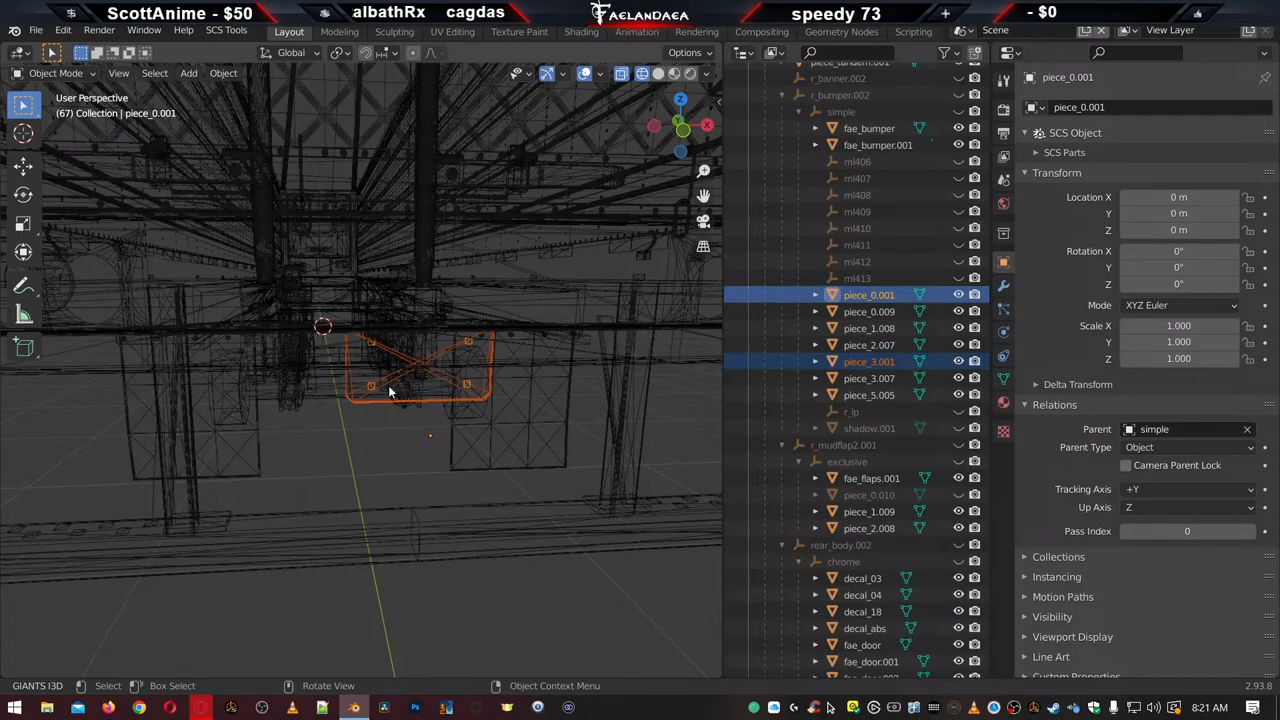 ScottAnime - $50
albathRx cagdas
FAELANDAEA
speedy 73
- $0
File Edit Render Window Help SCS Tools
Layout Modeling Sculpting UV Editing Texture Paint Shading Animation Rendering Compositing Geometry Nodes Scripting
Scene
View Layer
Global
Options
Object Mode View Select Add Object
User Perspective
(67) Collection | piece_0.001
Z
X
Y
piece_tandem.001
r_banner.002
r_bumper.002
simple
fae_bumper
fae_bumper.001
ml406
ml407
ml408
ml409
ml410
ml411
ml412
ml413
piece_0.001
piece_0.009
piece_1.008
piece_2.007
piece_3.001
piece_3.007
piece_5.005
r_lp
shadow.001
r_mudflap2.001
exclusive
fae_flaps.001
piece_0.010
piece_1.009
piece_2.008
rear_body.002
chrome
decal_03
decal_04
decal_18
decal_abs
fae_door
fae_door.001
piece_0.001
piece_0.001
SCS Object
SCS Parts
Transform
Location X 0 m
Y 0 m
Z 0 m
Rotation X 0°
Y 0°
Z 0°
Mode XYZ Euler
Scale X 1.000
Y 1.000
Z 1.000
Delta Transform
Relations
Parent simple
Parent Type Object
Camera Parent Lock
Tracking Axis +Y
Up Axis Z
Pass Index 0
Collections
Instancing
Motion Paths
Visibility
Viewport Display
Line Art
Custom Properties
GIANTS I3D Select Box Select Rotate View Object Context Menu
2.93.8
8:21 AM